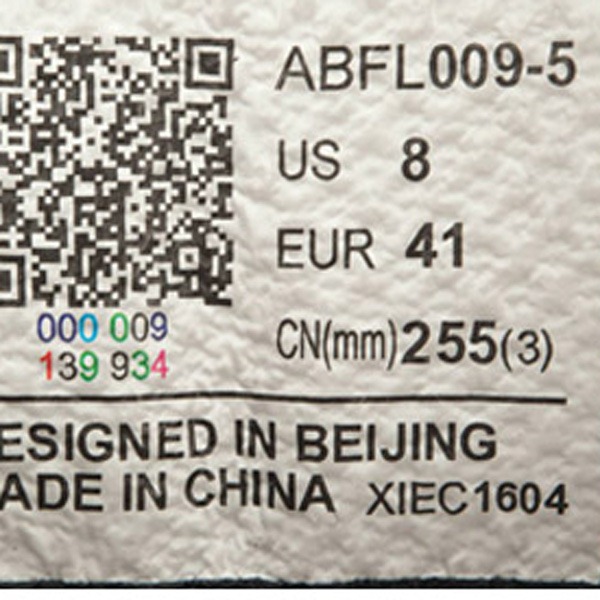 ABFL009-5
US 8
EUR 41
CN(mm)255(3)
000 009
139 934
ESIGNED IN BEIJING
ADE IN CHINA XIEC1604